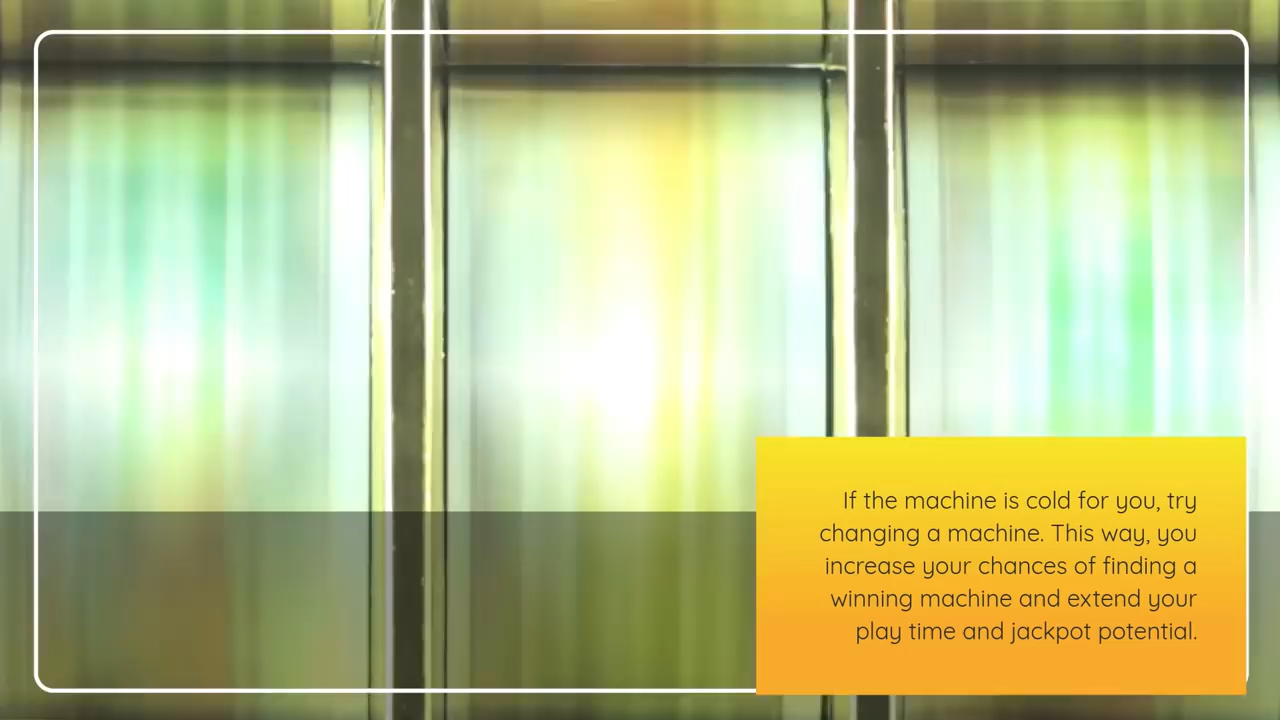 If the machine is cold for you, try
changing a machine. This way, you
increase your chances of finding a
winning machine and extend your
play time and jackpot potential.